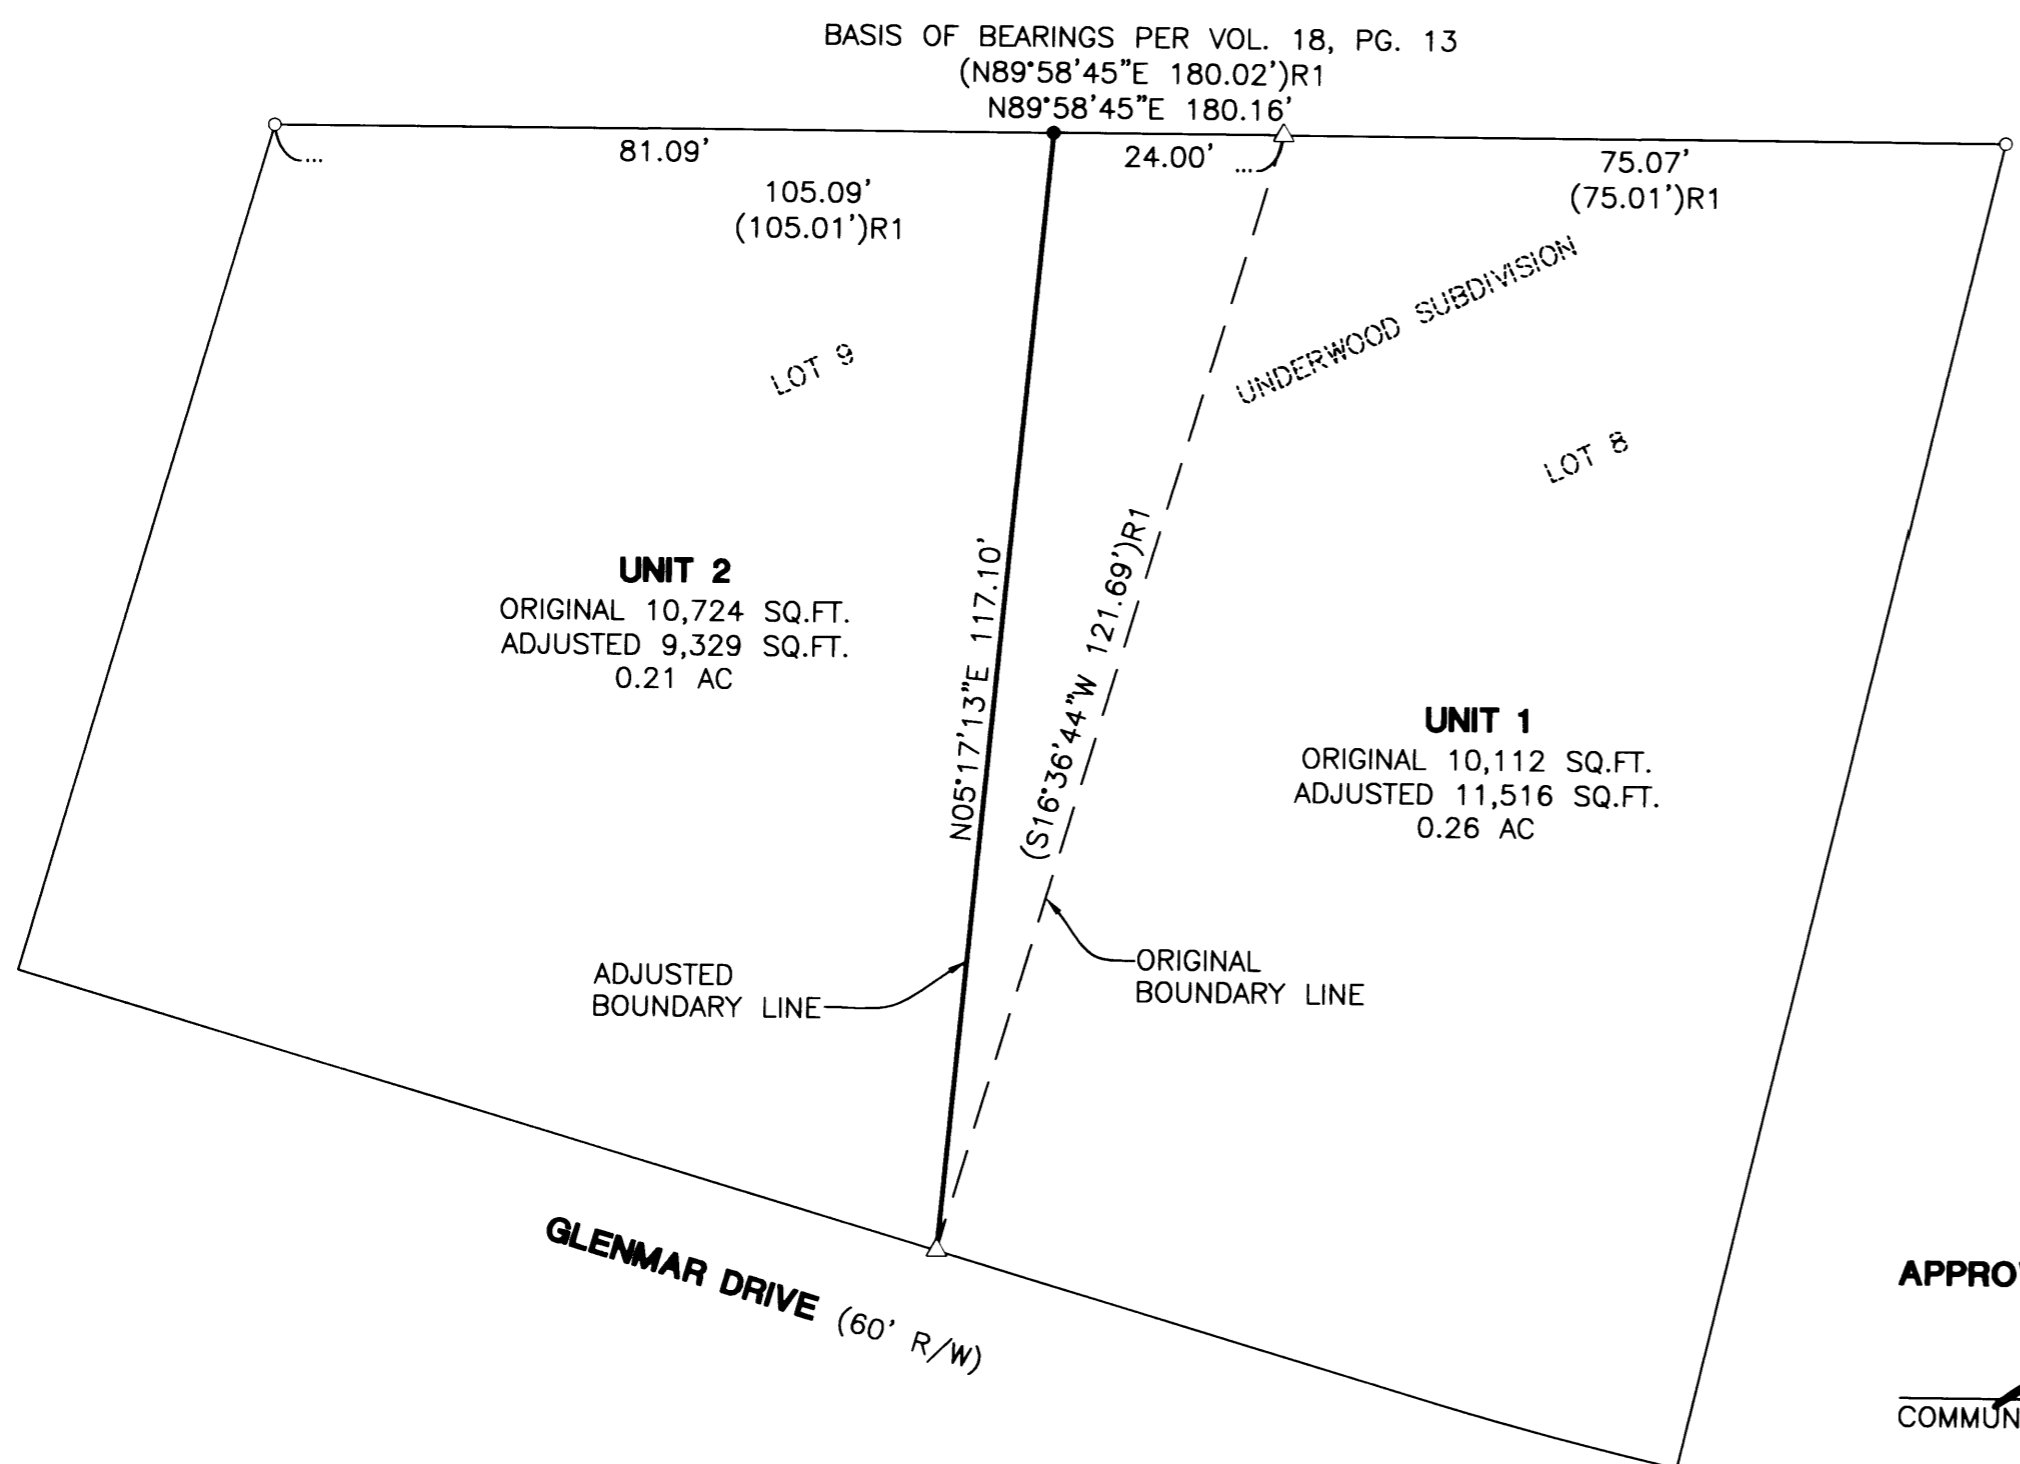 BASIS OF BEARINGS PER VOL. 18, PG. 13
(N89°58'45"E 180.02')R1
N89°58'45"E 180.16'
...
81.09'
24.00'
...
75.07'
(75.01')R1
105.09'
(105.01')R1
UNDERWOOD SUBDIVISION
LOT 9
LOT 8
N05°17'13"E 117.10'
(S16°36'44"W 121.69')R1
UNIT 2
ORIGINAL 10,724 SQ.FT.
ADJUSTED 9,329 SQ.FT.
0.21 AC
UNIT 1
ORIGINAL 10,112 SQ.FT.
ADJUSTED 11,516 SQ.FT.
0.26 AC
ADJUSTED
BOUNDARY LINE
ORIGINAL
BOUNDARY LINE
GLENMAR DRIVE (60' R/W)
COMMUN